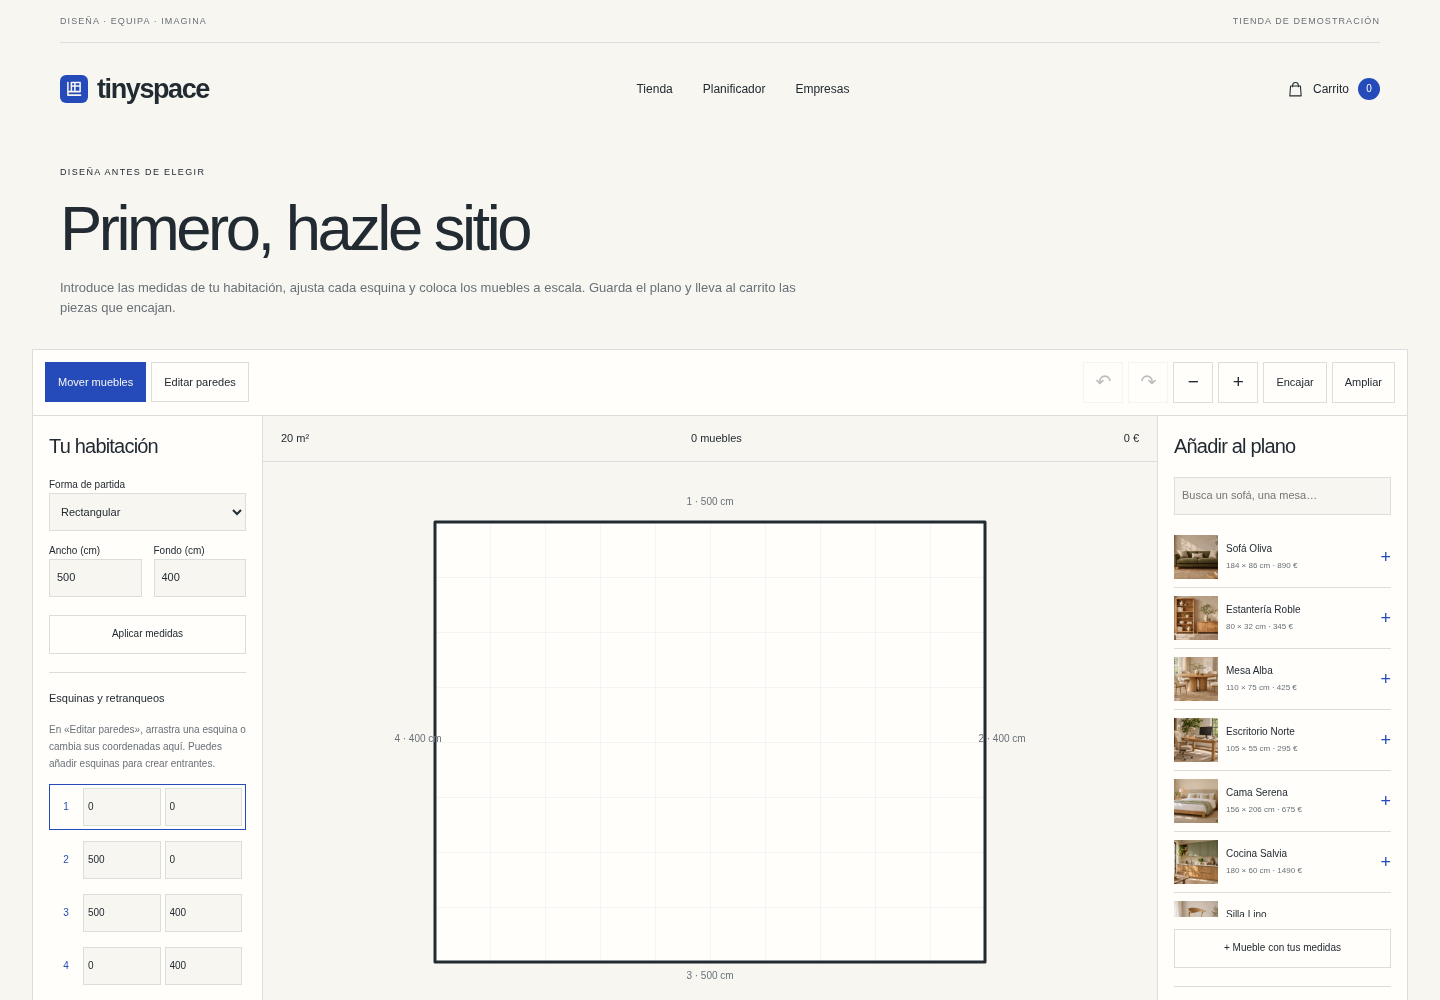 DISEÑA · EQUIPA · IMAGINA
TIENDA DE DEMOSTRACIÓN
tinyspace
Tienda
Planificador
Empresas
Carrito
0
DISEÑA ANTES DE ELEGIR
Primero, hazle sitio
Introduce las medidas de tu habitación, ajusta cada esquina y coloca los muebles a escala. Guarda el plano y lleva al carrito las
piezas que encajan.
Mover muebles
Editar paredes
↶
↷
−
+
Encajar
Ampliar
Tu habitación
Forma de partida
Rectangular
Ancho (cm)
Fondo (cm)
500
400
Aplicar medidas
Esquinas y retranqueos
En «Editar paredes», arrastra una esquina o
cambia sus coordenadas aquí. Puedes
añadir esquinas para crear entrantes.
1 0 0
2 500 0
3 500 400
4 0 400
20 m²
0 muebles
0 €
1 · 500 cm
4 · 400 cm
2 · 400 cm
3 · 500 cm
Añadir al plano
Busca un sofá, una mesa…
Sofá Oliva
184 × 86 cm · 890 €
+
Estantería Roble
80 × 32 cm · 345 €
+
Mesa Alba
110 × 75 cm · 425 €
+
Escritorio Norte
105 × 55 cm · 295 €
+
Cama Serena
156 × 206 cm · 675 €
+
Cocina Salvia
180 × 60 cm · 1490 €
+
Silla Lino
+ Mueble con tus medidas